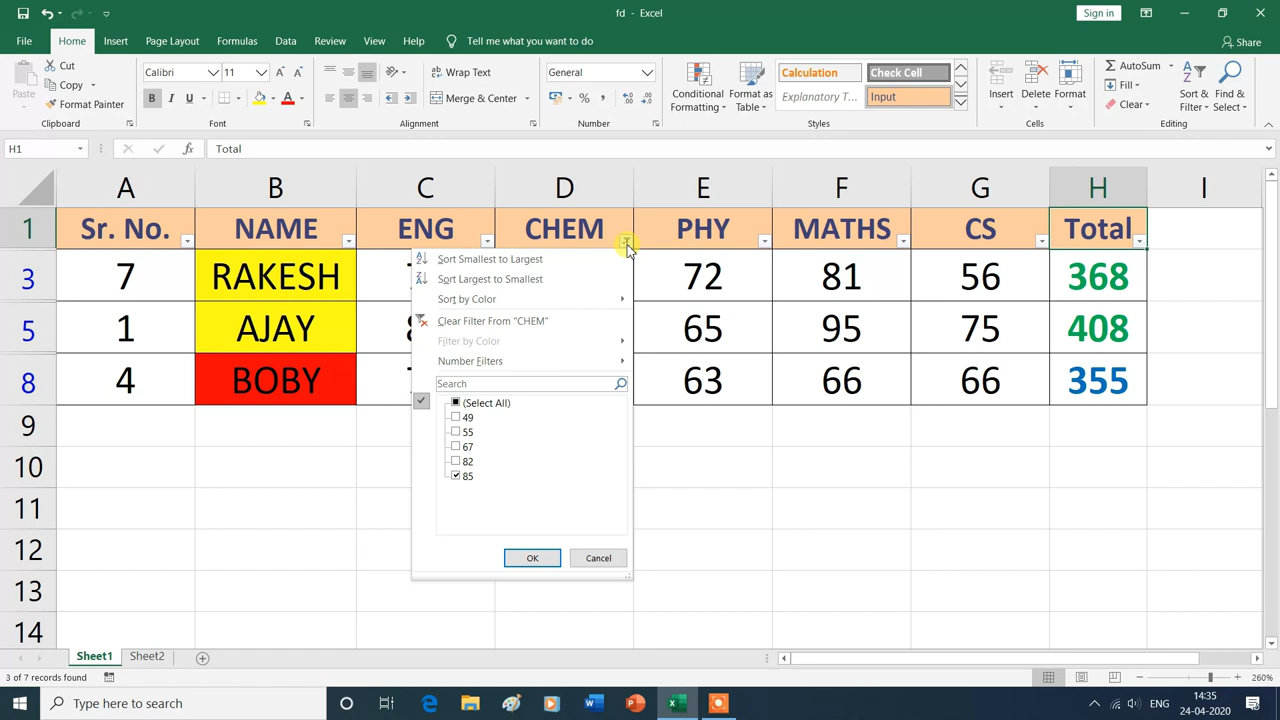 fd - Excel
Sign in
File Home Insert Page Layout Formulas Data Review View Help Tell me what you want to do Share
Paste
Cut
Copy
Format Painter
Clipboard
Calibri 11
B I U
Font
Wrap Text
Merge & Center
Alignment
General
% ,
Number
Conditional Formatting
Format as Table
Calculation Check Cell
Explanatory T... Input
Styles
Insert Delete Format
Cells
AutoSum
Fill
Clear
Sort & Filter
Find & Select
Editing
H1 fx Total
A B C D E F G H I
1 Sr. No. NAME ENG CHEM PHY MATHS CS Total
3 7 RAKESH 72 81 56 368
5 1 AJAY 65 95 75 408
8 4 BOBY 63 66 66 355
9
10
11
12
13
14
Sort Smallest to Largest
Sort Largest to Smallest
Sort by Color
Clear Filter From "CHEM"
Filter by Color
Number Filters
Search
(Select All)
49
55
67
82
85
OK Cancel
Sheet1 Sheet2
3 of 7 records found 260%
Type here to search
ENG
14:35
24-04-2020